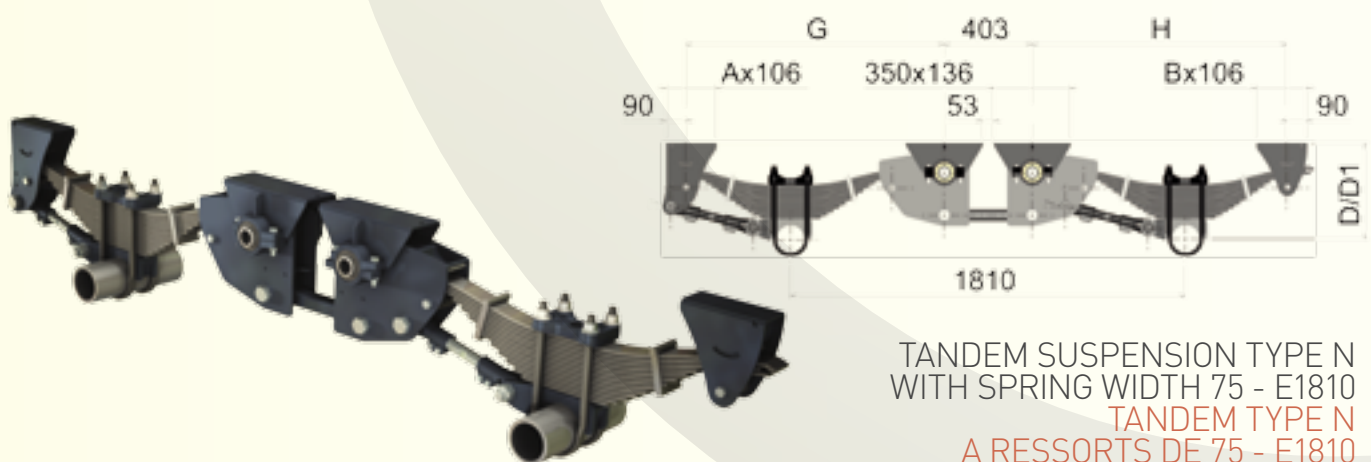 G 403 H
Ax106 350x136 Bx106
90 53 90
D/D1
1810
TANDEM SUSPENSION TYPE N
WITH SPRING WIDTH 75 - E1810
TANDEM TYPE N
A RESSORTS DE 75 - E1810